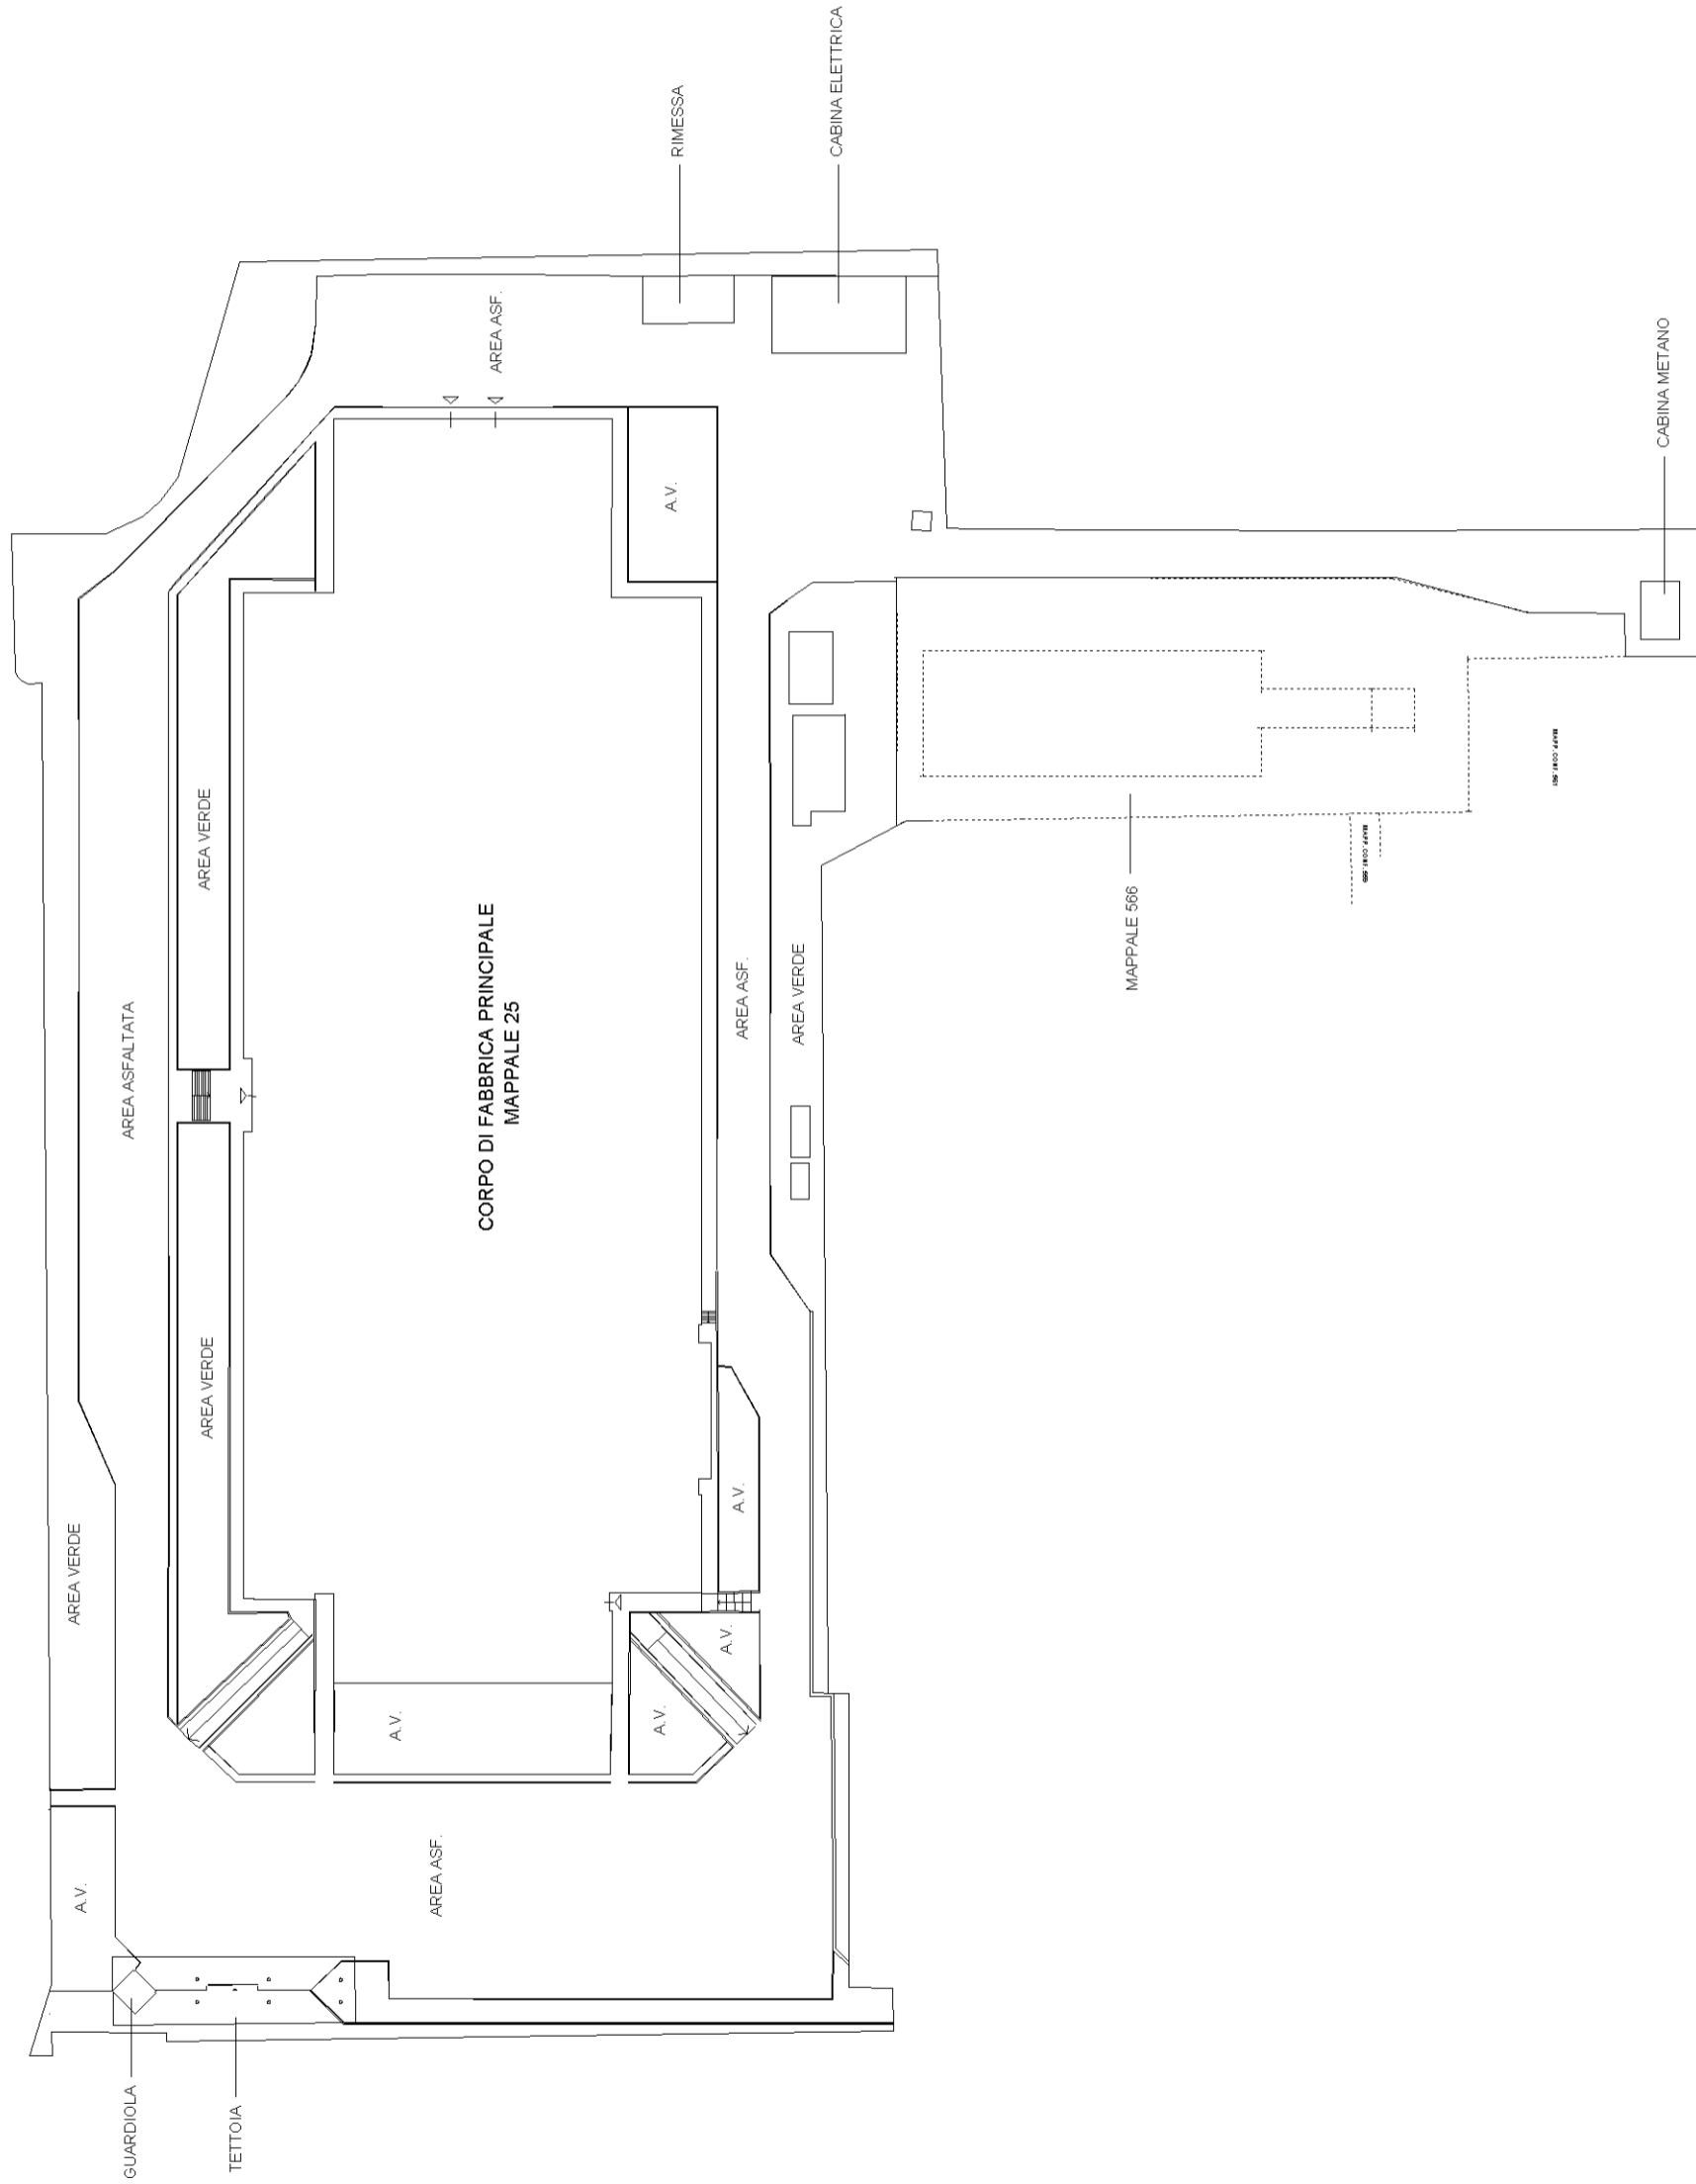 CABINA ELETTRICA
RIMESSA
AREA ASF.
CABINA METANO
A.V.
AREA VERDE
CORPO DI FABBRICA PRINCIPALE
MAPPALE 25
AREA ASFALTATA
AREA ASF.
AREA VERDE
MAPPALE 566
AREA VERDE
AREA VERDE
A.V.
A.V.
A.V.
A.V.
A.V.
AREA ASF.
GUARDIOLA
TETTOIA